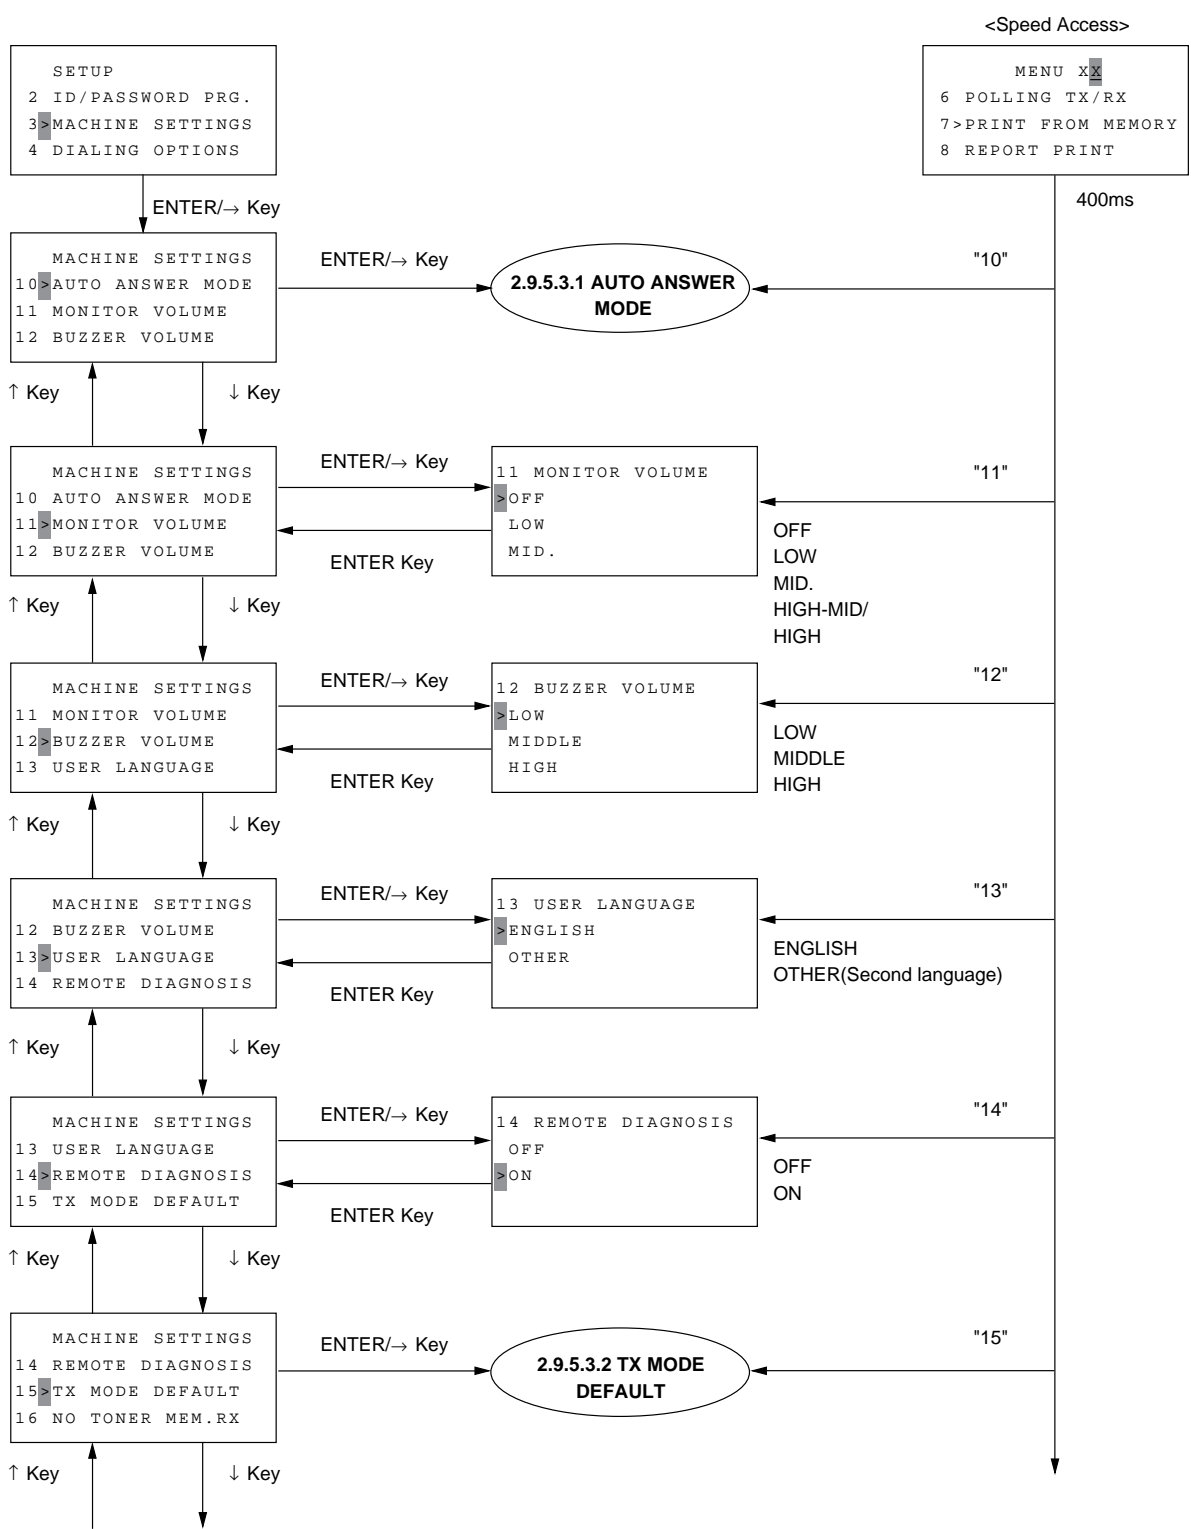 <Speed Access>
SETUP
2 ID/PASSWORD PRG.
3>MACHINE SETTINGS
4 DIALING OPTIONS
MENU XX
6 POLLING TX/RX
7>PRINT FROM MEMORY
8 REPORT PRINT
ENTER/→ Key
400ms
MACHINE SETTINGS
10>AUTO ANSWER MODE
11 MONITOR VOLUME
12 BUZZER VOLUME
ENTER/→ Key
2.9.5.3.1 AUTO ANSWER
MODE
"10"
↑ Key
↓ Key
MACHINE SETTINGS
10 AUTO ANSWER MODE
11>MONITOR VOLUME
12 BUZZER VOLUME
ENTER/→ Key
ENTER Key
11 MONITOR VOLUME
>OFF
LOW
MID.
"11"
OFF
LOW
MID.
HIGH-MID/
HIGH
↑ Key
↓ Key
MACHINE SETTINGS
11 MONITOR VOLUME
12>BUZZER VOLUME
13 USER LANGUAGE
ENTER/→ Key
ENTER Key
12 BUZZER VOLUME
>LOW
MIDDLE
HIGH
"12"
LOW
MIDDLE
HIGH
↑ Key
↓ Key
MACHINE SETTINGS
12 BUZZER VOLUME
13>USER LANGUAGE
14 REMOTE DIAGNOSIS
ENTER/→ Key
ENTER Key
13 USER LANGUAGE
>ENGLISH
OTHER
"13"
ENGLISH
OTHER(Second language)
↑ Key
↓ Key
MACHINE SETTINGS
13 USER LANGUAGE
14>REMOTE DIAGNOSIS
15 TX MODE DEFAULT
ENTER/→ Key
ENTER Key
14 REMOTE DIAGNOSIS
OFF
>ON
"14"
OFF
ON
↑ Key
↓ Key
MACHINE SETTINGS
14 REMOTE DIAGNOSIS
15>TX MODE DEFAULT
16 NO TONER MEM.RX
ENTER/→ Key
2.9.5.3.2 TX MODE
DEFAULT
"15"
↑ Key
↓ Key